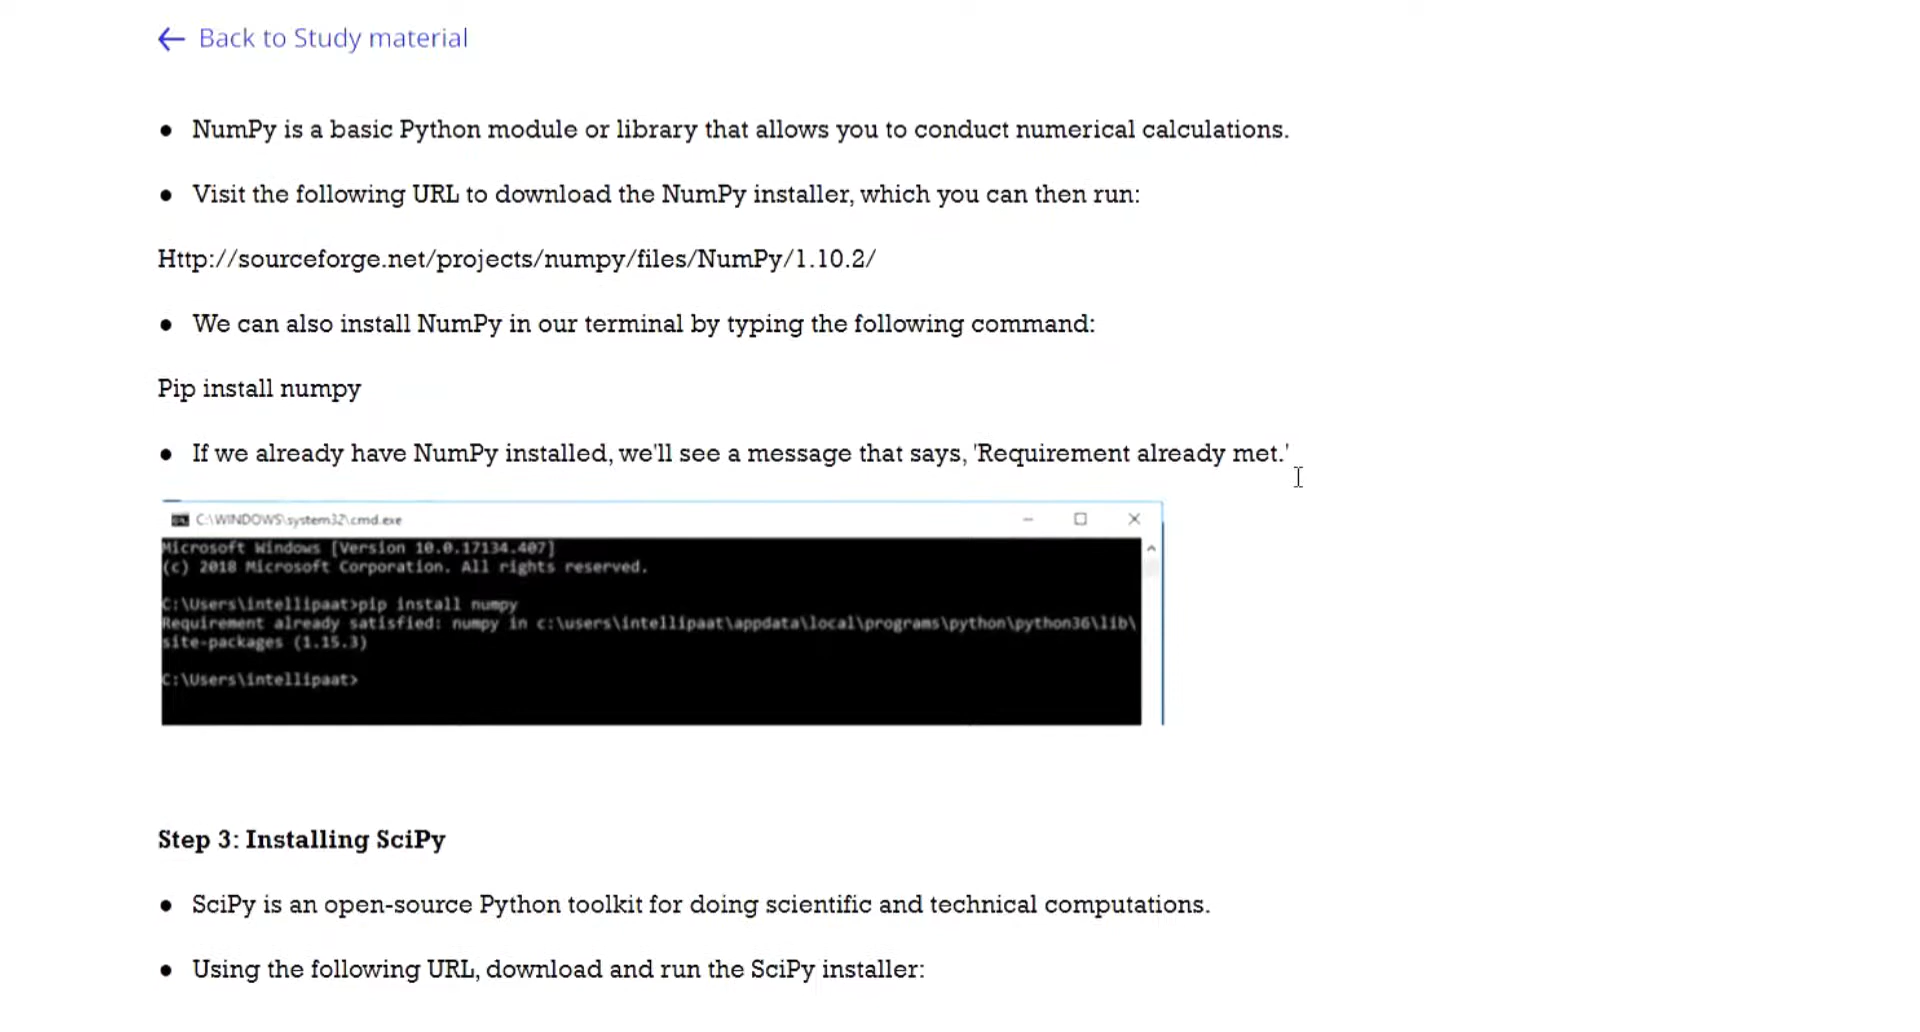 ← Back to Study material
● NumPy is a basic Python module or library that allows you to conduct numerical calculations.
● Visit the following URL to download the NumPy installer, which you can then run:
Http://sourceforge.net/projects/numpy/files/NumPy/1.10.2/
● We can also install NumPy in our terminal by typing the following command:
Pip install numpy
● If we already have NumPy installed, we'll see a message that says, 'Requirement already met.'
C:\WINDOWS\system32\cmd.exe
Microsoft Windows [Version 10.0.17134.407]
(c) 2018 Microsoft Corporation. All rights reserved.
C:\Users\intellipaat>pip install numpy
Requirement already satisfied: numpy in c:\users\intellipaat\appdata\local\programs\python\python36\lib\
site-packages (1.15.3)
C:\Users\intellipaat>
Step 3: Installing SciPy
● SciPy is an open-source Python toolkit for doing scientific and technical computations.
● Using the following URL, download and run the SciPy installer: